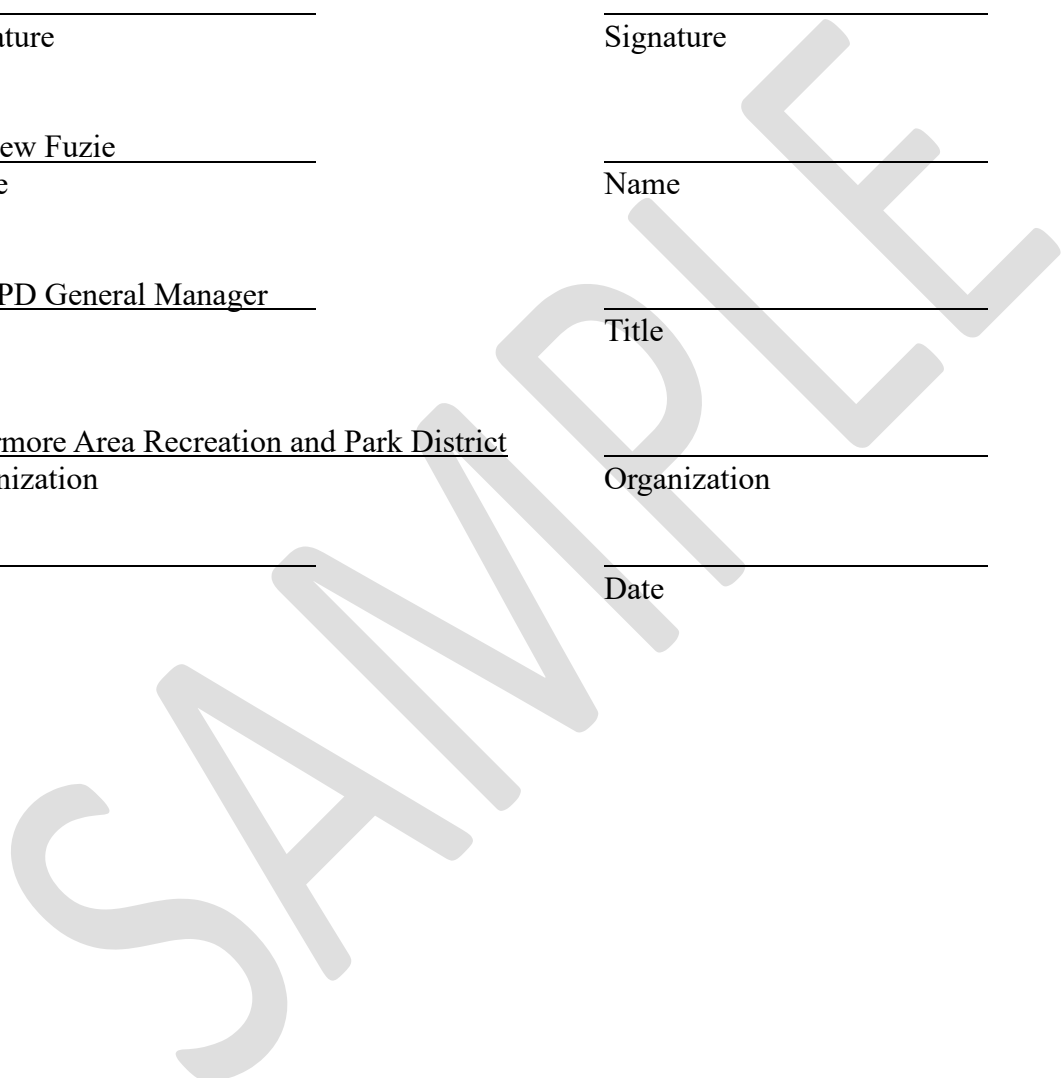 ature Signature
ew Fuzie
e Name
PD General Manager
Title
rmore Area Recreation and Park District
nization Organization
Date
SAMPLE